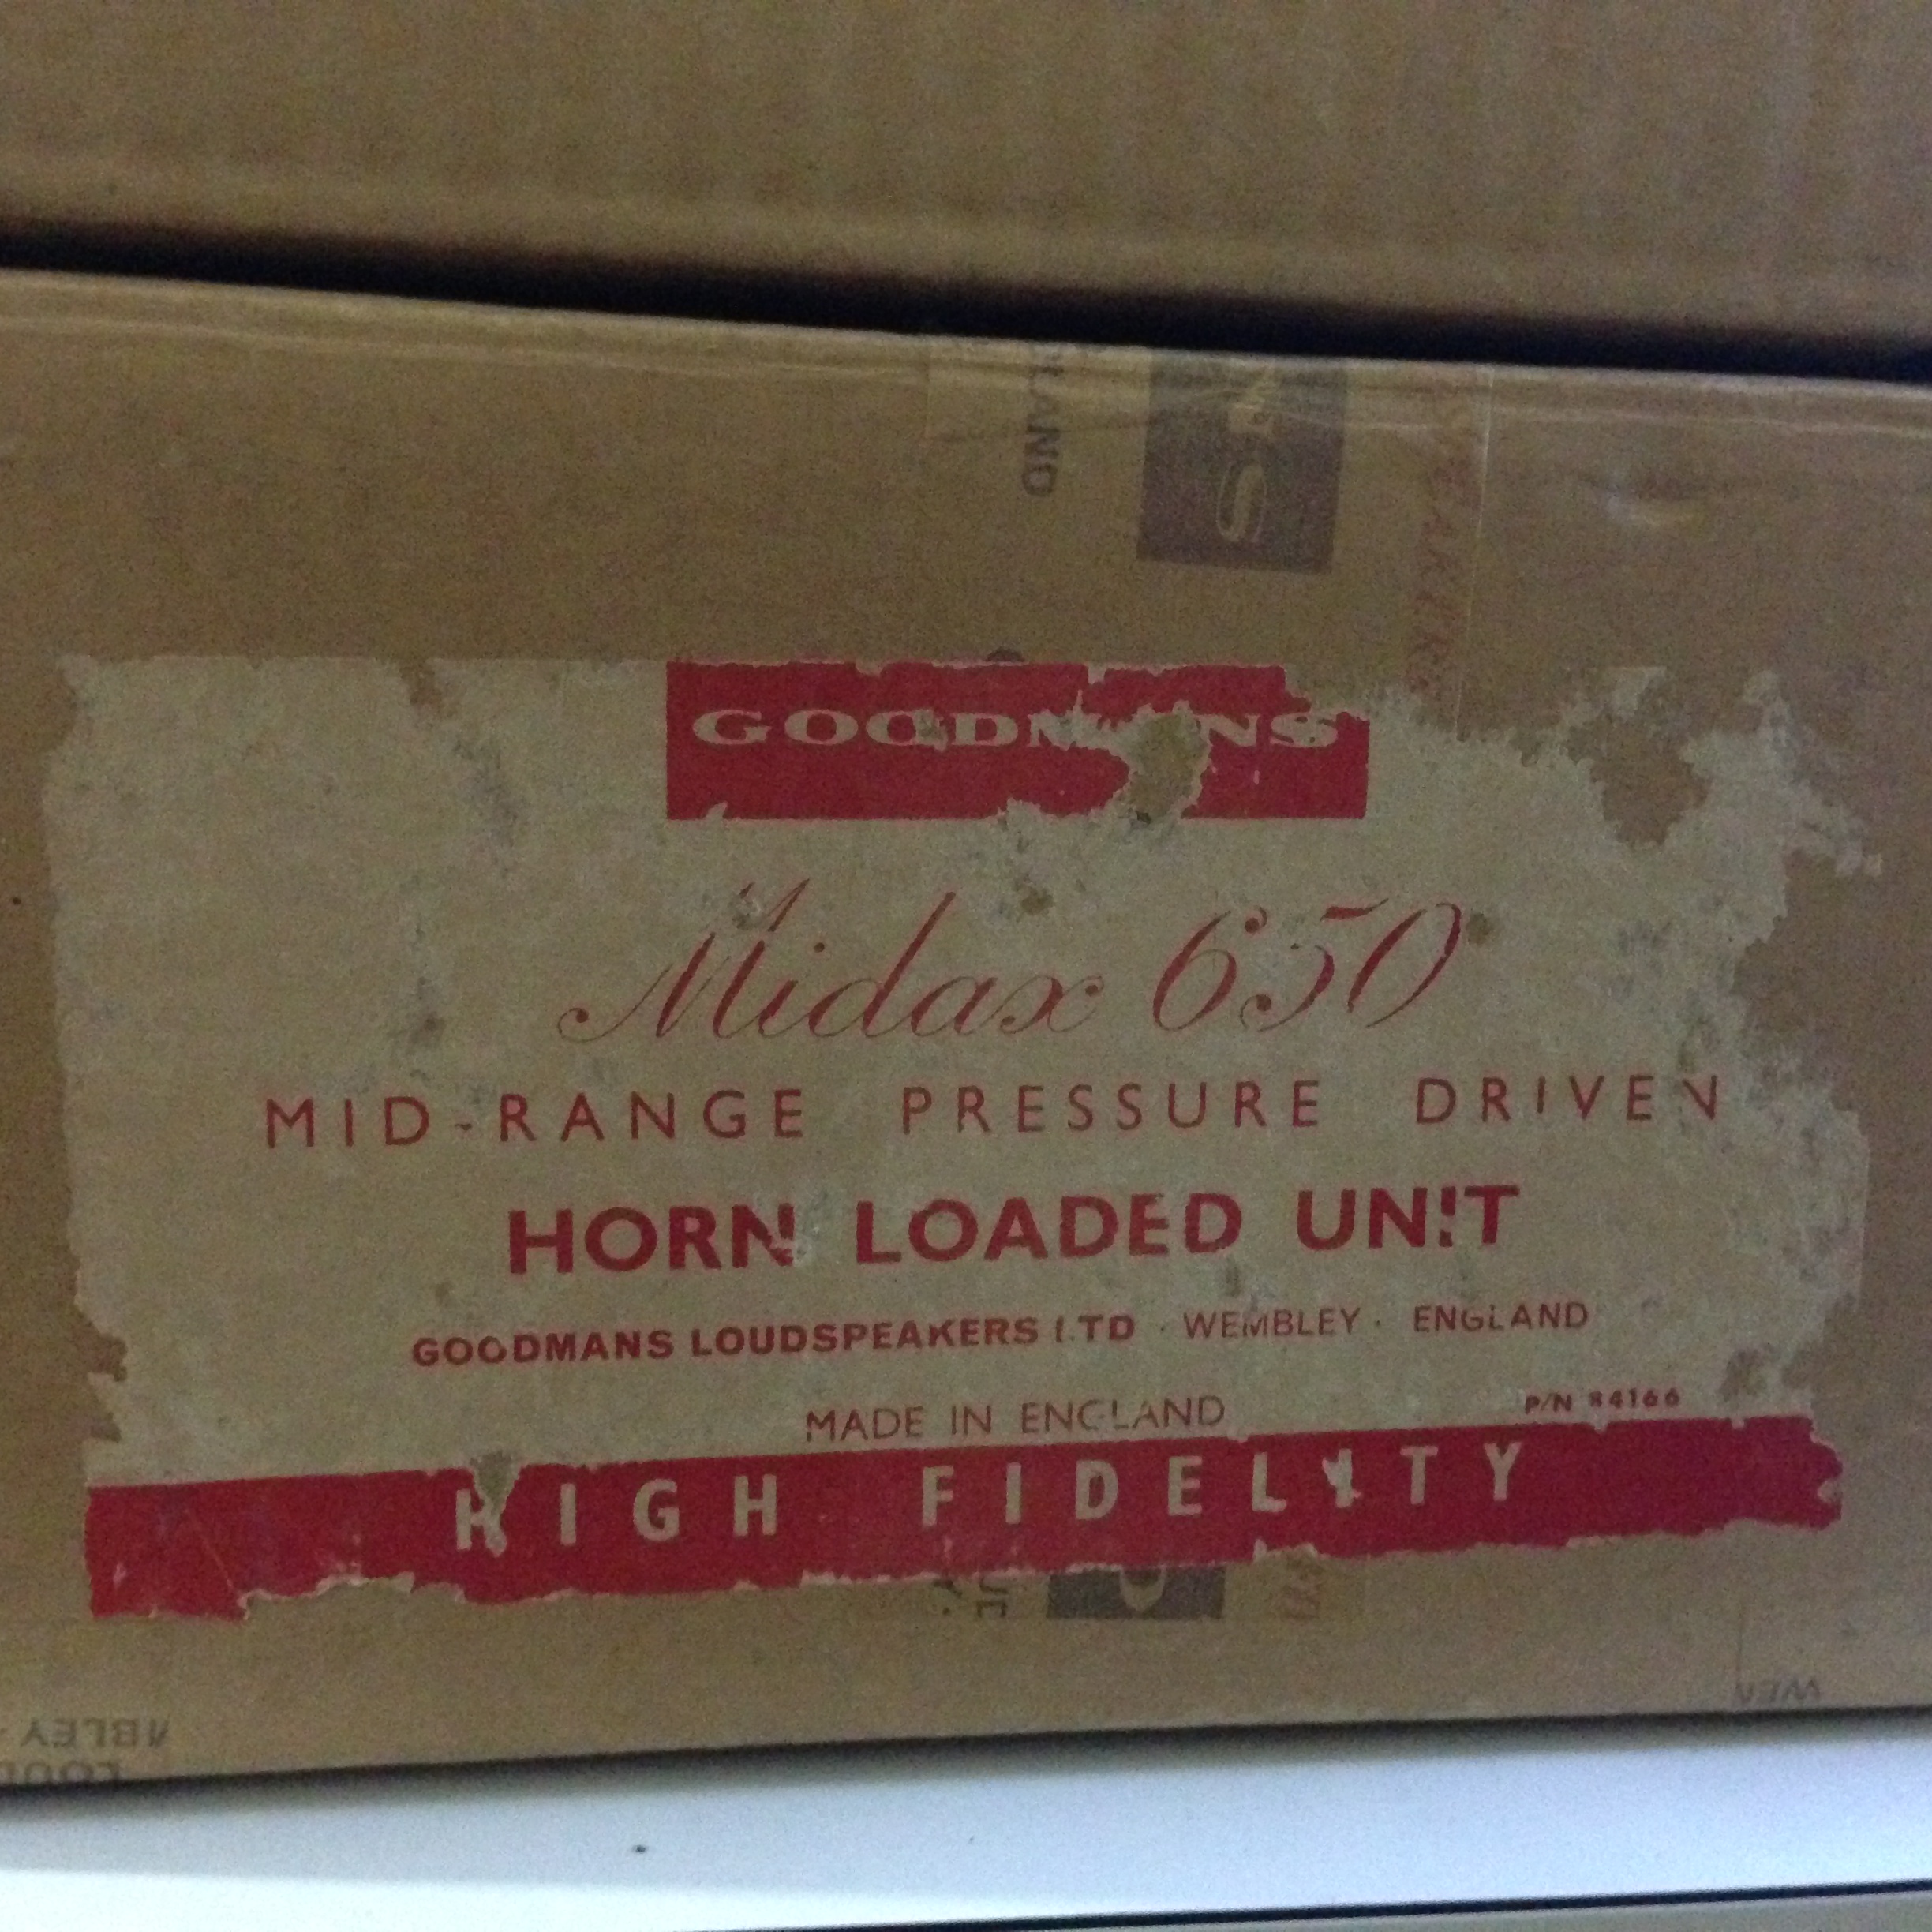 GOODMANS
Midax 650
MID-RANGE PRESSURE DRIVEN
HORN LOADED UNIT
GOODMANS LOUDSPEAKERS LTD · WEMBLEY · ENGLAND
MADE IN ENGLAND
P/N 84166
HIGH FIDELITY